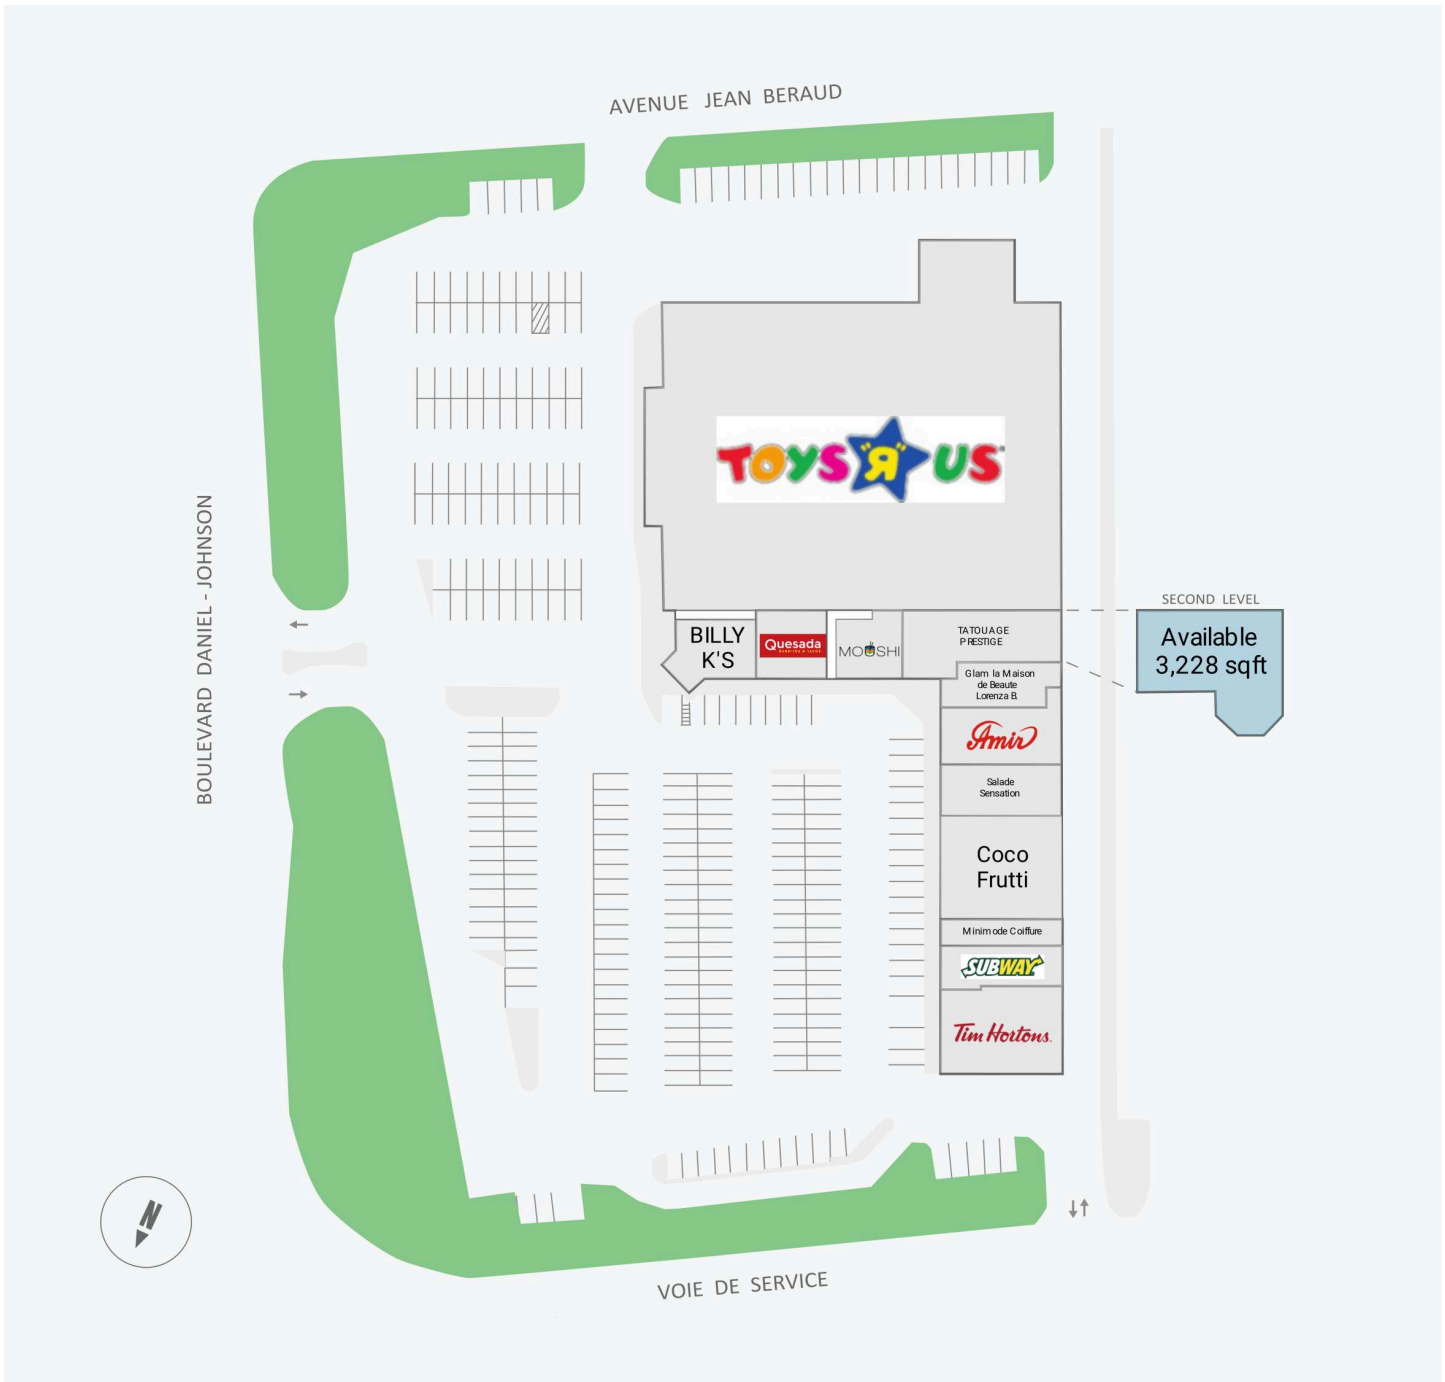 AVENUE JEAN BERAUD
TOYS R US
BOULEVARD DANIEL - JOHNSON
SECOND LEVEL
Available
3,228 sqft
BILLY
K'S
Quesada
BURRITOS & TACOS
MOUSHI
TATOUAGE
PRESTIGE
Glam la Maison
de Beaute
Lorenza B.
Amir
Salade
Sensation
Coco
Frutti
Minimode Coiffure
SUBWAY
Tim Hortons.
N
VOIE DE SERVICE